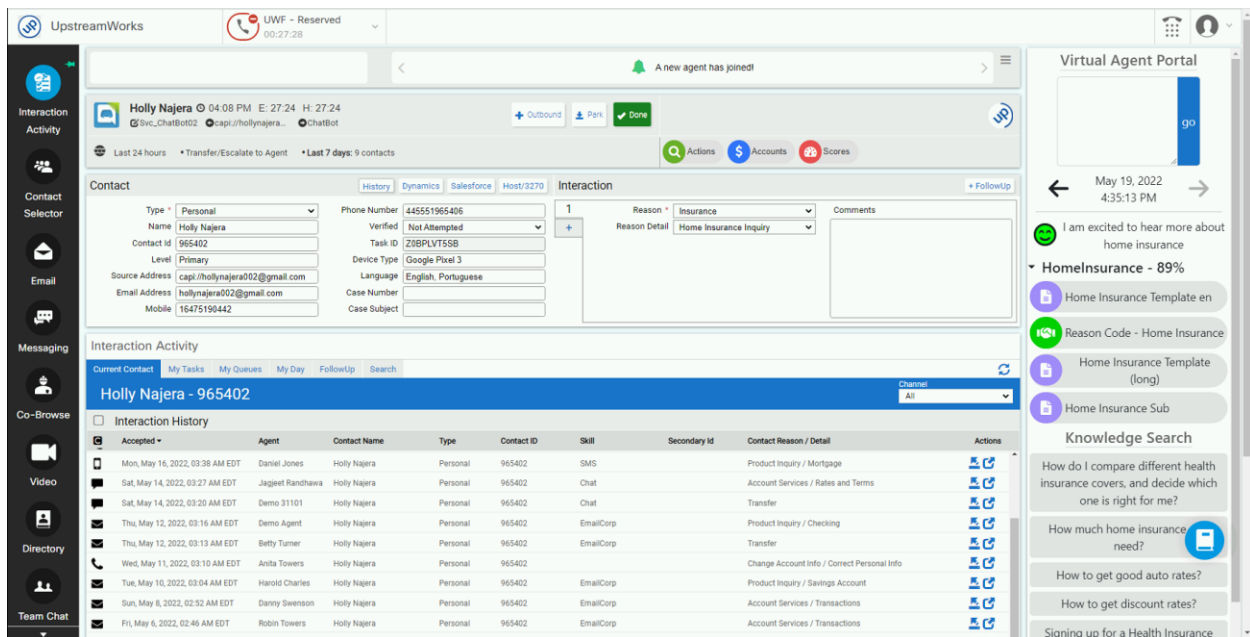 UpstreamWorks
UWF - Reserved
00:27:28
Interaction Activity
Contact Selector
Email
Messaging
Co-Browse
Video
Directory
Team Chat
A new agent has joined!
Holly Najera 04:08 PM E: 27:24 H: 27:24
Svc_ChatBot02 capi://hollynajera... ChatBot
+ Outbound
Park
Done
Last 24 hours • Transfer/Escalate to Agent • Last 7 days: 9 contacts
Actions
Accounts
Scores
Contact
History Dynamics Salesforce Host/3270
Type * Personal
Name Holly Najera
Contact Id 965402
Level Primary
Source Address capi://hollynajera002@gmail.com
Email Address hollynajera002@gmail.com
Mobile 16475190442
Phone Number 445551965406
Verified Not Attempted
Task ID Z0BPLVT5SB
Device Type Google Pixel 3
Language English, Portuguese
Case Number
Case Subject
Interaction
+ FollowUp
1
+
Reason * Insurance
Reason Detail Home Insurance Inquiry
Comments
Interaction Activity
Current Contact My Tasks My Queues My Day FollowUp Search
Holly Najera - 965402
Channel
All
Interaction History
Accepted Agent Contact Name Type Contact ID Skill Secondary Id Contact Reason / Detail Actions
Mon, May 16, 2022, 03:38 AM EDT Daniel Jones Holly Najera Personal 965402 SMS Product Inquiry / Mortgage
Sat, May 14, 2022, 03:27 AM EDT Jagjeet Randhawa Holly Najera Personal 965402 Chat Account Services / Rates and Terms
Sat, May 14, 2022, 03:20 AM EDT Demo 31101 Holly Najera Personal 965402 Chat Transfer
Thu, May 12, 2022, 03:16 AM EDT Demo Agent Holly Najera Personal 965402 EmailCorp Product Inquiry / Checking
Thu, May 12, 2022, 03:13 AM EDT Betty Turner Holly Najera Personal 965402 EmailCorp Transfer
Wed, May 11, 2022, 03:10 AM EDT Anita Towers Holly Najera Personal 965402 Change Account Info / Correct Personal Info
Tue, May 10, 2022, 03:04 AM EDT Harold Charles Holly Najera Personal 965402 EmailCorp Product Inquiry / Savings Account
Sun, May 8, 2022, 02:52 AM EDT Danny Swenson Holly Najera Personal 965402 EmailCorp Account Services / Transactions
Fri, May 6, 2022, 02:46 AM EDT Robin Towers Holly Najera Personal 965402 EmailCorp Account Services / Transactions
Virtual Agent Portal
go
May 19, 2022
4:35:13 PM
I am excited to hear more about
home insurance
HomeInsurance - 89%
Home Insurance Template en
Reason Code - Home Insurance
Home Insurance Template
(long)
Home Insurance Sub
Knowledge Search
How do I compare different health
insurance covers, and decide which
one is right for me?
How much home insurance
need?
How to get good auto rates?
How to get discount rates?
Signing up for a Health Insurance